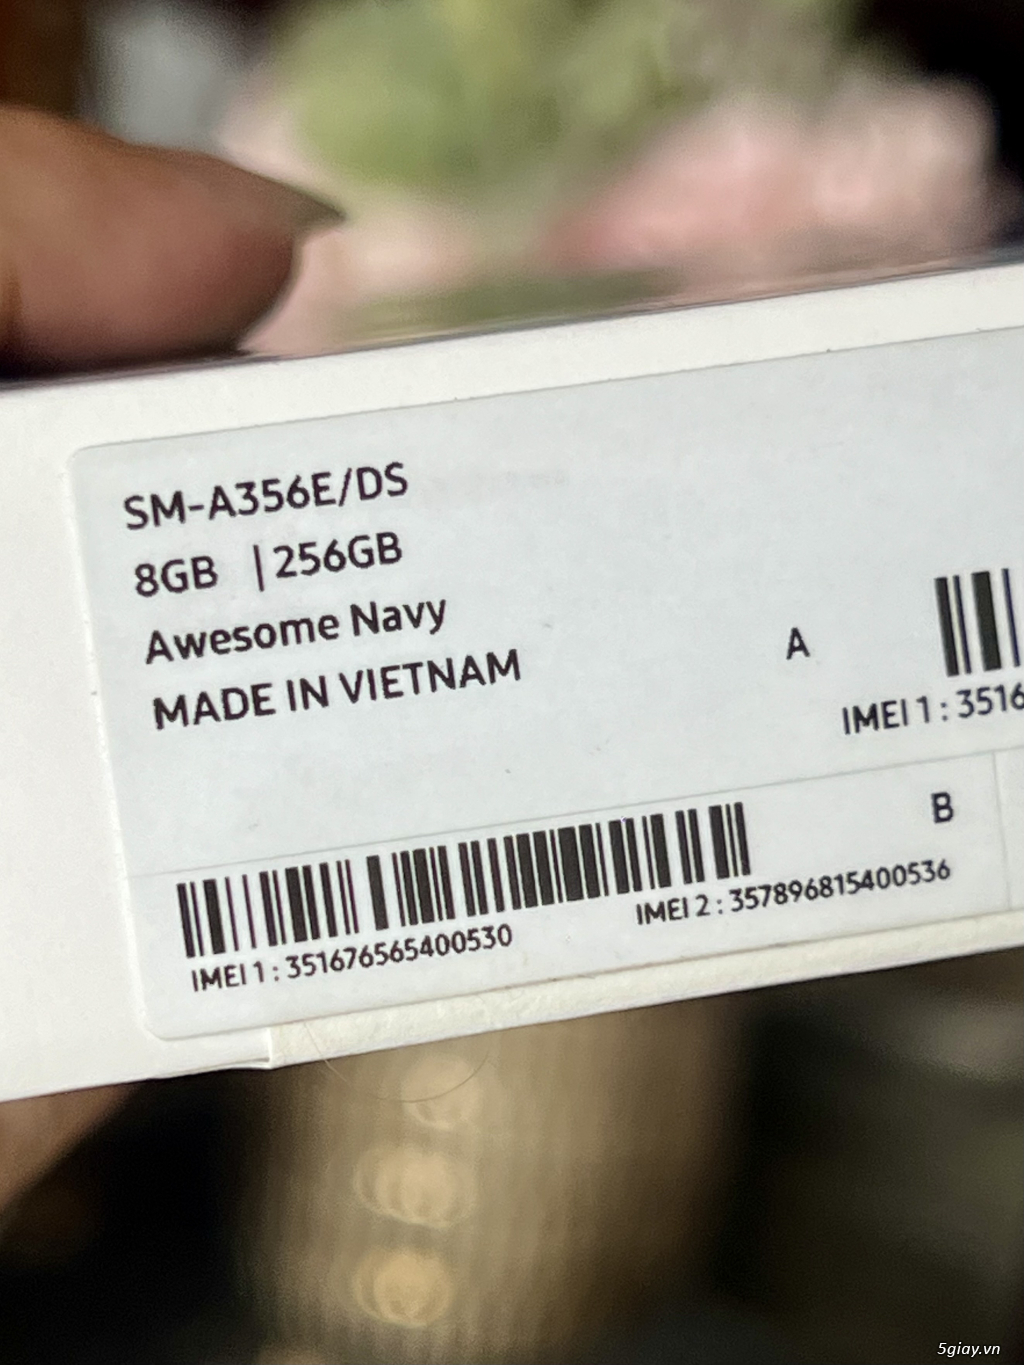 SM-A356E/DS
8GB | 256GB
Awesome Navy
MADE IN VIETNAM
A
IMEI 1 : 3516
B
IMEI 1 : 351676565400530
IMEI 2 : 357896815400536
5giay.vn